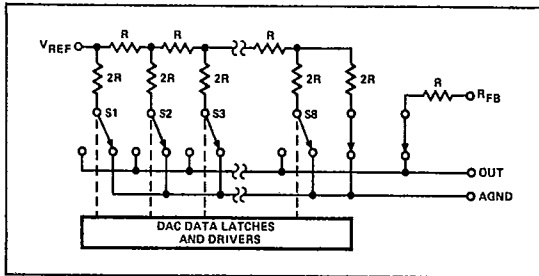 R R R
VREF
2R 2R 2R 2R 2R
R
RFB
S1 S2 S3 S8
OUT
AGND
DAC DATA LATCHES
AND DRIVERS